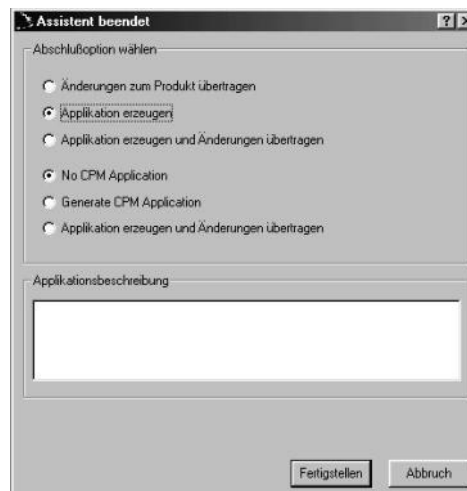 Assistent beendet
Abschlußoption wählen
Änderungen zum Produkt übertragen
Applikation erzeugen
Applikation erzeugen und Änderungen übertragen
No CPM Application
Generate CPM Application
Applikation erzeugen und Änderungen übertragen
Applikationsbeschreibung
Fertigstellen
Abbruch